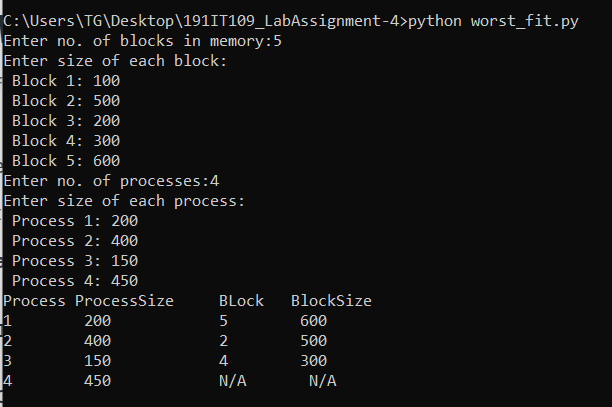 C:\Users\TG\Desktop\191IT109_LabAssignment-4>python worst_fit.py
Enter no. of blocks in memory:5
Enter size of each block:
 Block 1: 100
 Block 2: 500
 Block 3: 200
 Block 4: 300
 Block 5: 600
Enter no. of processes:4
Enter size of each process:
 Process 1: 200
 Process 2: 400
 Process 3: 150
 Process 4: 450
Process ProcessSize     BLock   BlockSize
1        200            5        600
2        400            2        500
3        150            4        300
4        450            N/A       N/A